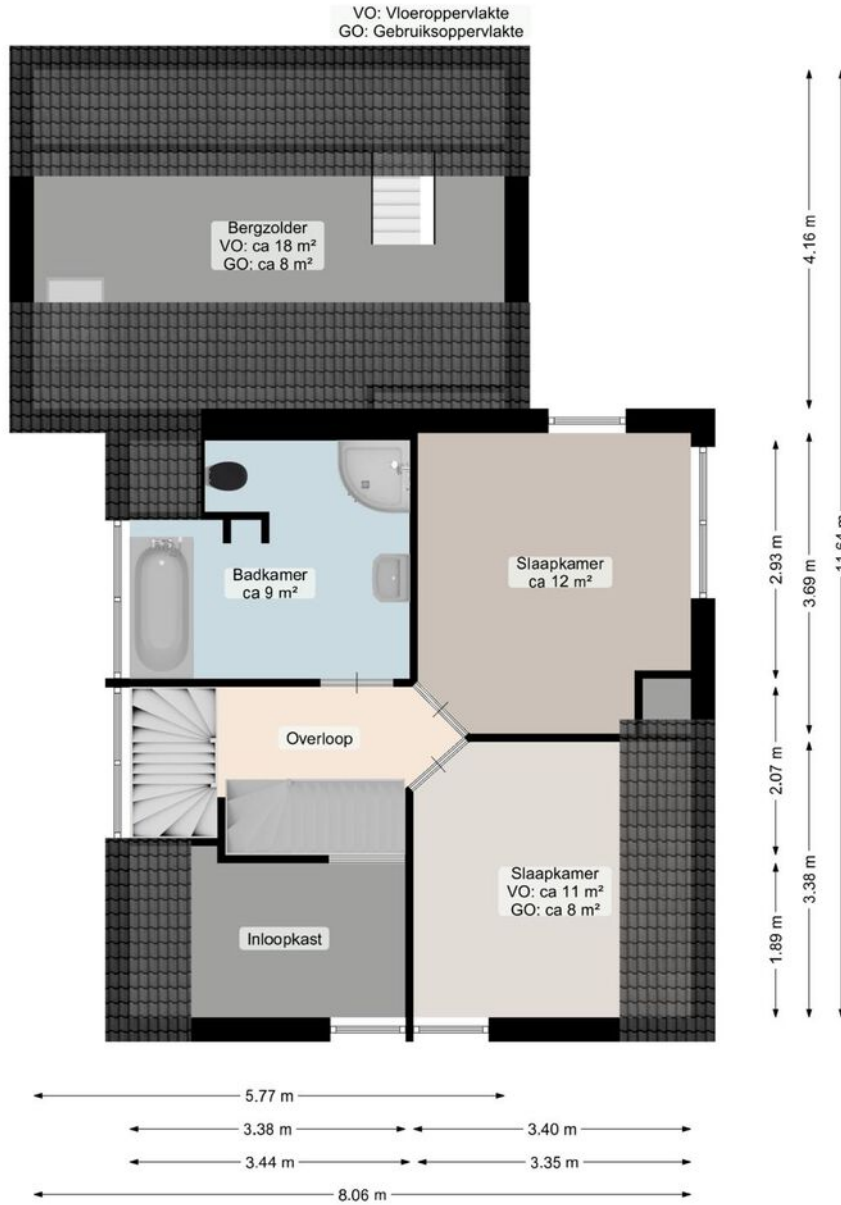 VO: Vloeroppervlakte
GO: Gebruiksoppervlakte
Bergzolder
VO: ca 18 m²
GO: ca 8 m²
4.16 m
Badkamer
ca 9 m²
Slaapkamer
ca 12 m²
2.93 m
3.69 m
11.64 m
Overloop
2.07 m
Slaapkamer
VO: ca 11 m²
GO: ca 8 m²
3.38 m
Inloopkast
1.89 m
5.77 m
3.38 m
3.40 m
3.44 m
3.35 m
8.06 m